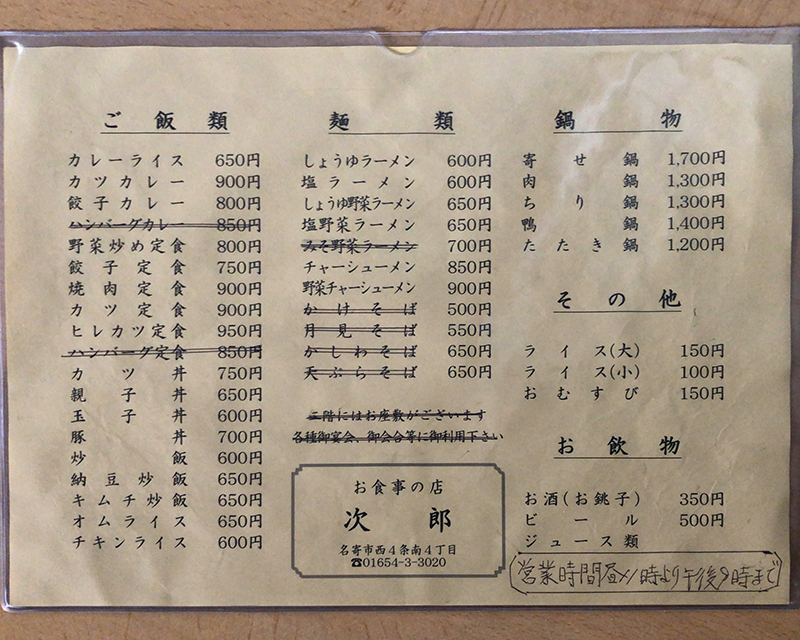 ご飯類
カレーライス 650円
カツカレー 900円
餃子カレー 800円
ハンバーグカレー 850円
野菜炒め定食 800円
餃子定食 750円
焼肉定食 900円
カツ定食 900円
ヒレカツ定食 950円
ハンバーグ定食 850円
カツ丼 750円
親子丼 650円
玉子丼 600円
豚丼 700円
炒飯 600円
納豆炒飯 650円
キムチ炒飯 650円
オムライス 650円
チキンライス 600円
麺類
しょうゆラーメン 600円
塩ラーメン 600円
しょうゆ野菜ラーメン 650円
塩野菜ラーメン 650円
みそ野菜ラーメン 700円
チャーシューメン 850円
野菜チャーシューメン 900円
かけそば 500円
月見そば 550円
かしわそば 650円
天ぷらそば 650円
二階にはお座敷がございます
各種御宴会、御会合等に御利用下さい
お食事の店
次郎
名寄市西4条南4丁目
☎01654-3-3020
鍋物
寄せ鍋 1,700円
肉鍋 1,300円
ちり鍋 1,300円
鴨鍋 1,400円
たたき鍋 1,200円
その他
ライス(大) 150円
ライス(小) 100円
おむすび 150円
お飲物
お酒(お銚子) 350円
ビール 500円
ジュース類
営業時間昼11時より午後9時まで